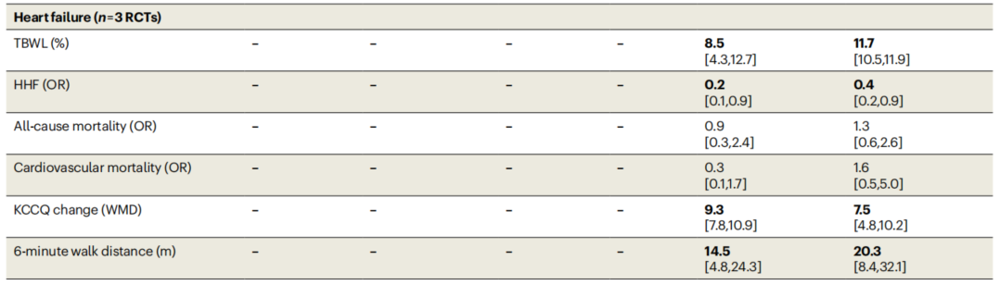 Heart failure (n=3 RCTs)
TBWL (%) – – – – 8.5 11.7
[4.3,12.7] [10.5,11.9]
HHF (OR) – – – – 0.2 0.4
[0.1,0.9] [0.2,0.9]
All-cause mortality (OR) – – – – 0.9 1.3
[0.3,2.4] [0.6,2.6]
Cardiovascular mortality (OR) – – – – 0.3 1.6
[0.1,1.7] [0.5,5.0]
KCCQ change (WMD) – – – – 9.3 7.5
[7.8,10.9] [4.8,10.2]
6-minute walk distance (m) – – – – 14.5 20.3
[4.8,24.3] [8.4,32.1]